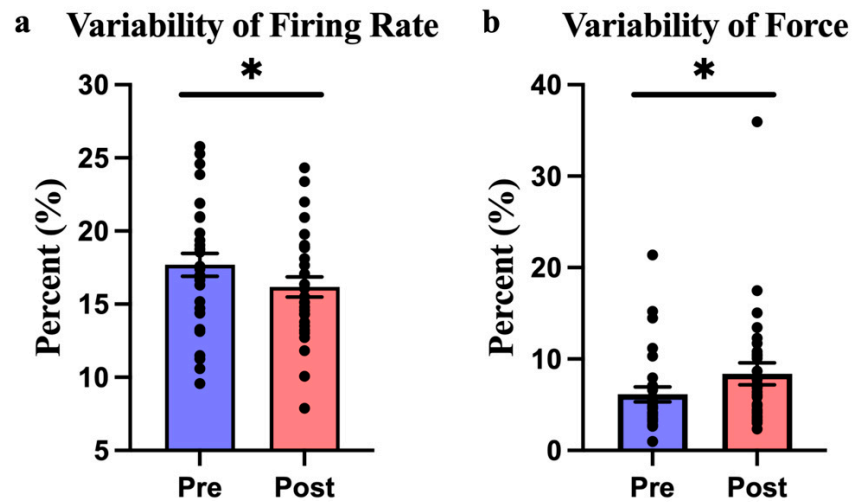 a Variability of Firing Rate
*
Percent (%)
30
25
20
15
10
5
Pre Post
b Variability of Force
*
Percent (%)
40
30
20
10
0
Pre Post